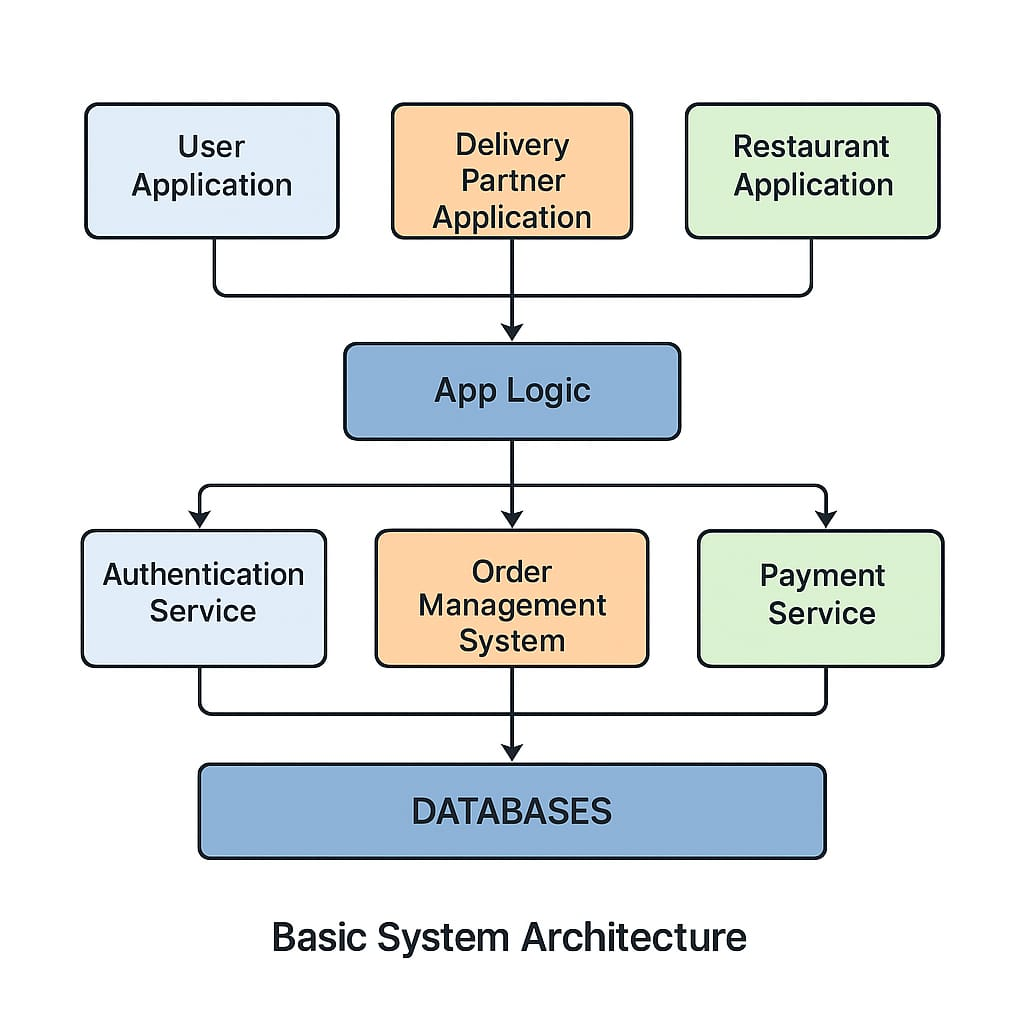 User
Application
Delivery
Partner
Application
Restaurant
Application
App Logic
Authentication
Service
Order
Management
System
Payment
Service
DATABASES
Basic System Architecture